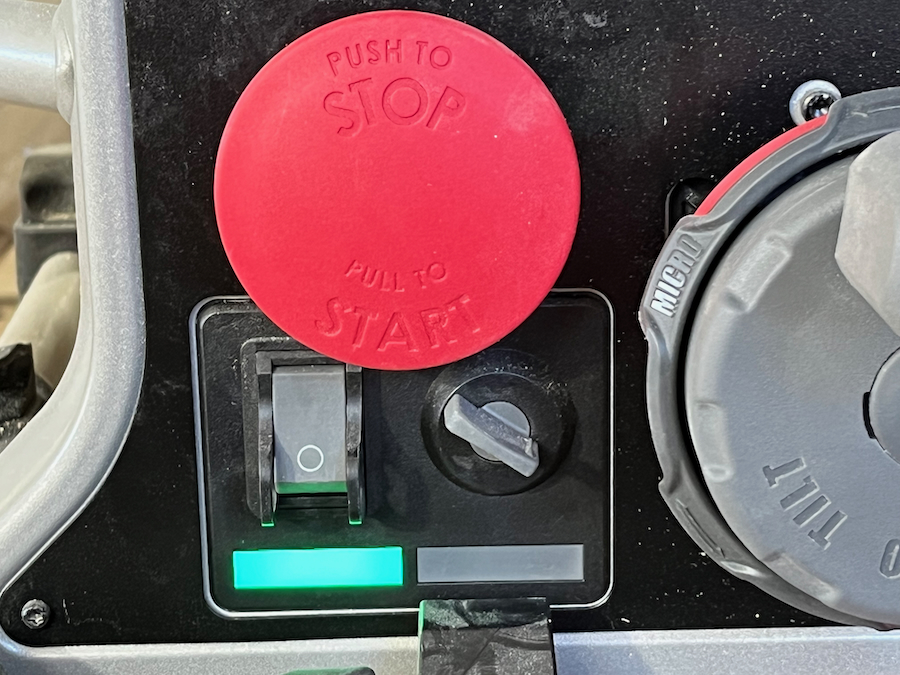 PUSH TO
STOP
PULL TO
START
MICRO
TILT